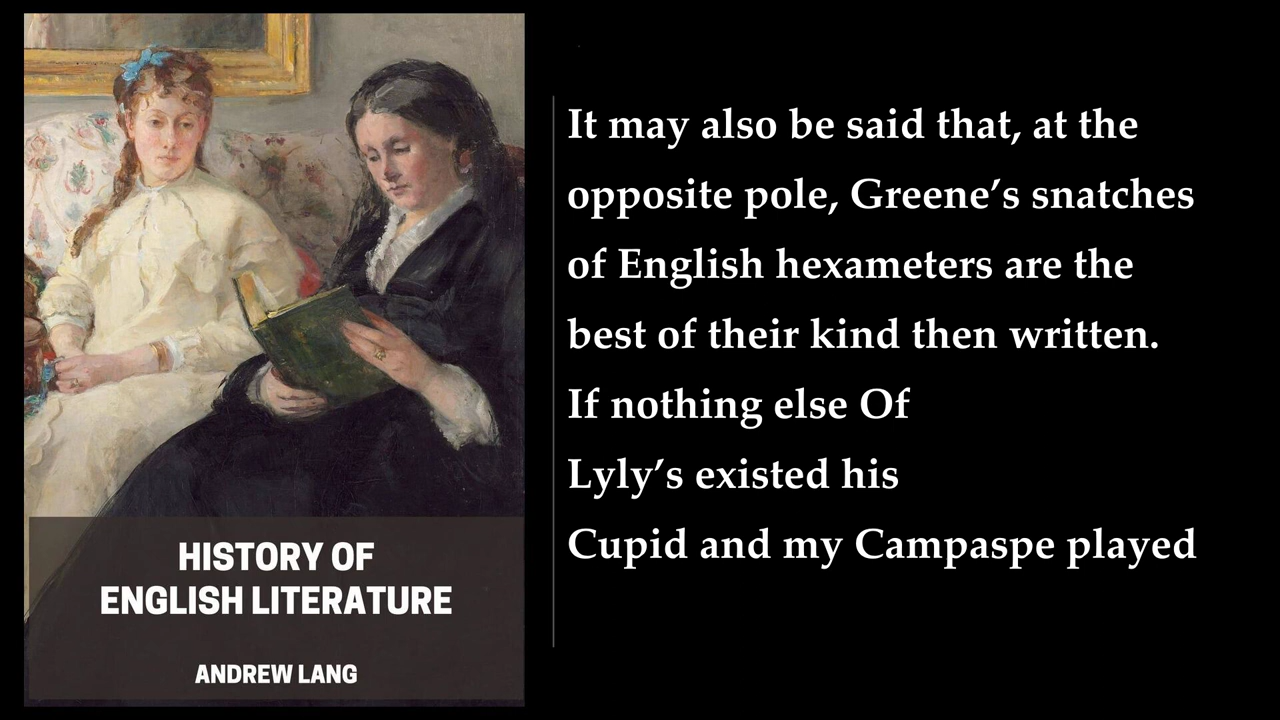 HISTORY OF
ENGLISH LITERATURE
ANDREW LANG
It may also be said that, at the
opposite pole, Greene’s snatches
of English hexameters are the
best of their kind then written.
If nothing else Of
Lyly’s existed his
Cupid and my Campaspe played